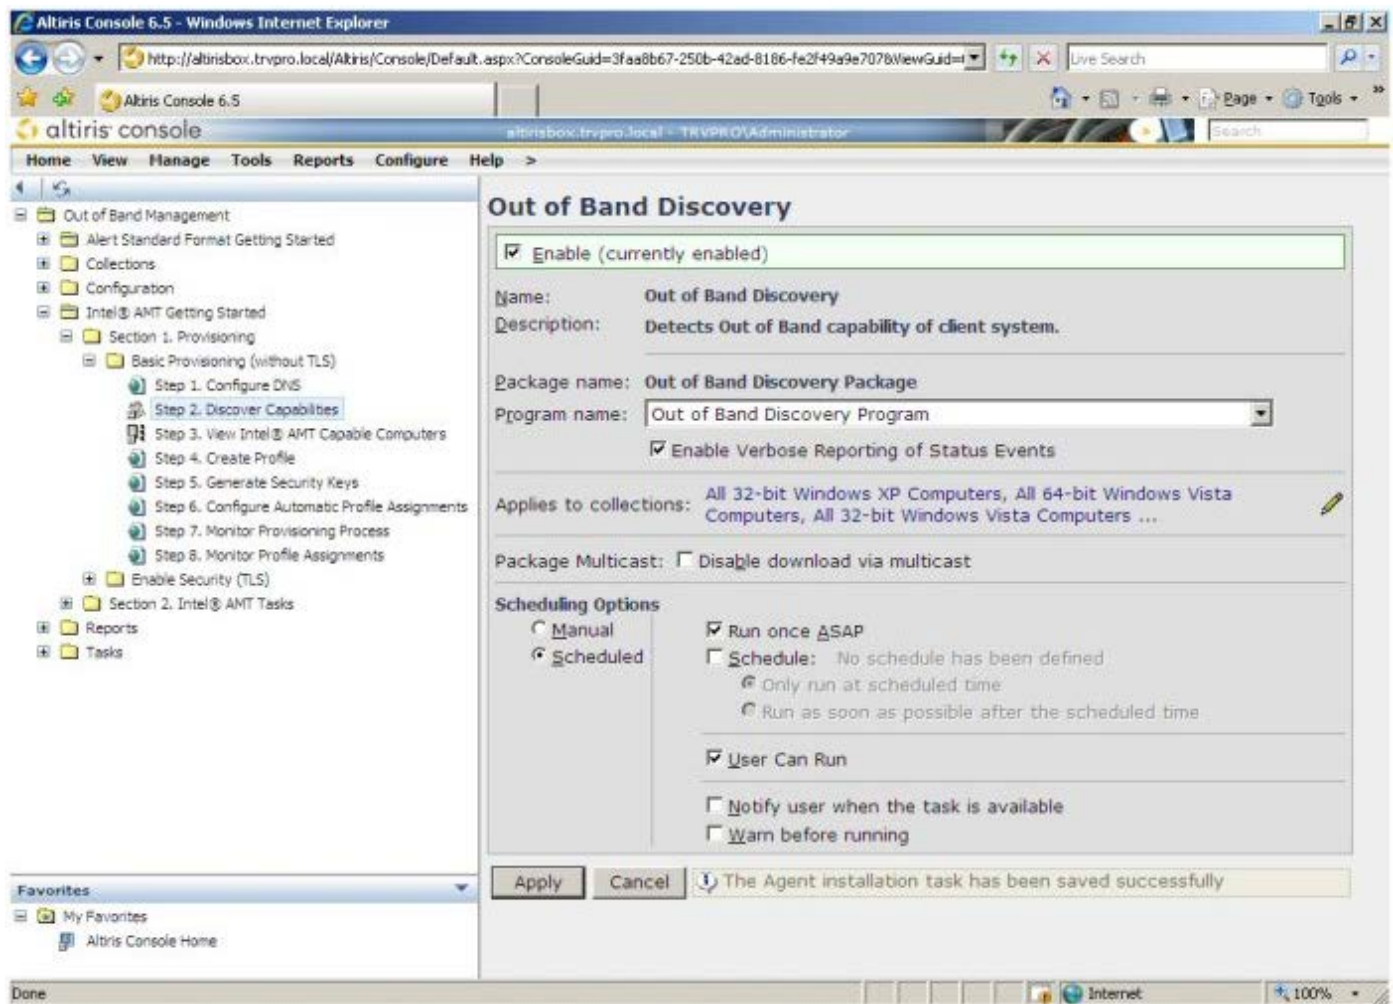 Altiris Console 6.5 - Windows Internet Explorer
http://altirisbox.trvpro.local/Altiris/Console/Default.aspx?ConsoleGuid=3faa8b67-250b-42ad-8186-fe2f49a9e707&ViewGuid=
Live Search
Altiris Console 6.5
Page
Tools
altiris console
altirisbox.trvpro.local - TRVPRO\Administrator
Search
Home View Manage Tools Reports Configure Help >
Out of Band Management
Alert Standard Format Getting Started
Collections
Configuration
Intel® AMT Getting Started
Section 1. Provisioning
Basic Provisioning (without TLS)
Step 1. Configure DNS
Step 2. Discover Capabilities
Step 3. View Intel® AMT Capable Computers
Step 4. Create Profile
Step 5. Generate Security Keys
Step 6. Configure Automatic Profile Assignments
Step 7. Monitor Provisioning Process
Step 8. Monitor Profile Assignments
Enable Security (TLS)
Section 2. Intel® AMT Tasks
Reports
Tasks
Favorites
My Favorites
Altiris Console Home
Out of Band Discovery
Enable (currently enabled)
Name: Out of Band Discovery
Description: Detects Out of Band capability of client system.
Package name: Out of Band Discovery Package
Program name: Out of Band Discovery Program
Enable Verbose Reporting of Status Events
Applies to collections: All 32-bit Windows XP Computers, All 64-bit Windows Vista
Computers, All 32-bit Windows Vista Computers ...
Package Multicast: Disable download via multicast
Scheduling Options
Manual
Scheduled
Run once ASAP
Schedule: No schedule has been defined
Only run at scheduled time
Run as soon as possible after the scheduled time
User Can Run
Notify user when the task is available
Warn before running
Apply Cancel The Agent installation task has been saved successfully
Done
Internet
100%